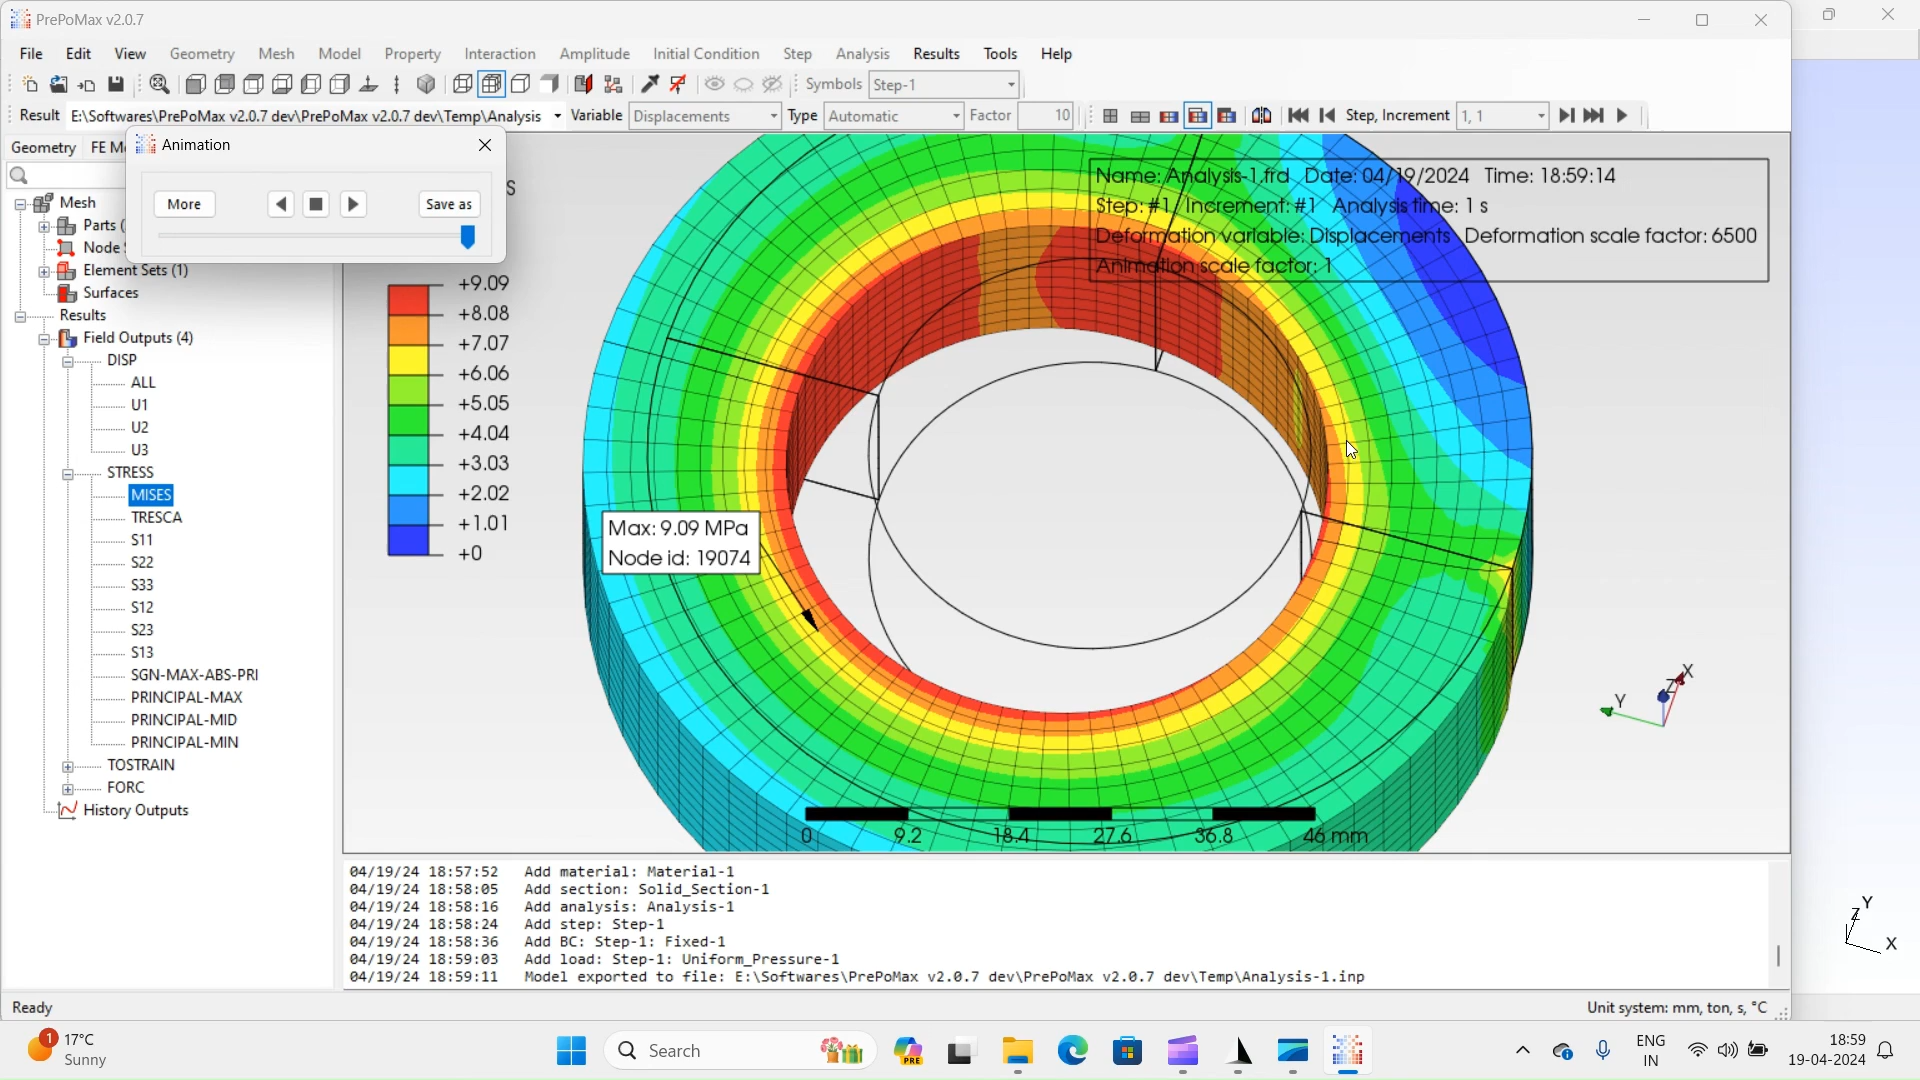 PrePoMax v2.0.7
File Edit View Geometry Mesh Model Property Interaction Amplitude Initial Condition Step Analysis Results Tools Help
Symbols Step-1
Result E:\Softwares\PrePoMax v2.0.7 dev\PrePoMax v2.0.7 dev\Temp\Analysis Variable Displacements Type Automatic Factor 10 Step, Increment 1, 1
Geometry FE M
Animation
More Save as
Mesh
Parts (
Node
Element Sets (1)
Surfaces
Results
Field Outputs (4)
DISP
ALL
U1
U2
U3
STRESS
MISES
TRESCA
S11
S22
S33
S12
S23
S13
SGN-MAX-ABS-PRI
PRINCIPAL-MAX
PRINCIPAL-MID
PRINCIPAL-MIN
TOSTRAIN
FORC
History Outputs
S
+9.09
+8.08
+7.07
+6.06
+5.05
+4.04
+3.03
+2.02
+1.01
+0
Name: Analysis-1.frd Date: 04/19/2024 Time: 18:59:14
Step: #1 Increment: #1 Analysis time: 1 s
Deformation variable: Displacements Deformation scale factor: 6500
Animation scale factor: 1
Max: 9.09 MPa
Node id: 19074
X
Y
Z
0 9.2 18.4 27.6 36.8 46 mm
04/19/24 18:57:52 Add material: Material-1
04/19/24 18:58:05 Add section: Solid_Section-1
04/19/24 18:58:16 Add analysis: Analysis-1
04/19/24 18:58:24 Add step: Step-1
04/19/24 18:58:36 Add BC: Step-1: Fixed-1
04/19/24 18:59:03 Add load: Step-1: Uniform_Pressure-1
04/19/24 18:59:11 Model exported to file: E:\Softwares\PrePoMax v2.0.7 dev\PrePoMax v2.0.7 dev\Temp\Analysis-1.inp
Y
Z
X
Ready
Unit system: mm, ton, s, °C
1
17°C
Sunny
Search
PRE
ENG
IN
18:59
19-04-2024